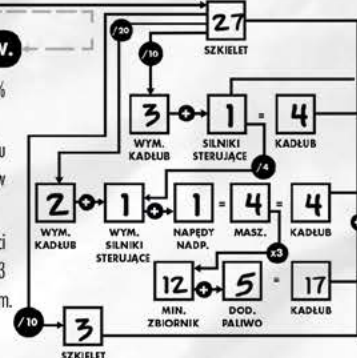 w.
27
/20
SZKIELET
/10
%
3 + 1 = 4
WYM. KADŁUB
SILNIKI STERUJĄCE
KADŁUB
u
w
/4
2 + 1 + 1 = 4 = 4
WYM. KADŁUB
WYM. SILNIKI STERUJĄCE
NAPĘDY NADP.
MASZ.
KADŁUB
ci
3
x3
m.
12 + 5 = 17
MIN. ZBIORNIK
DOD. PALIWO
KADŁUB
/10
3
SZKIELET